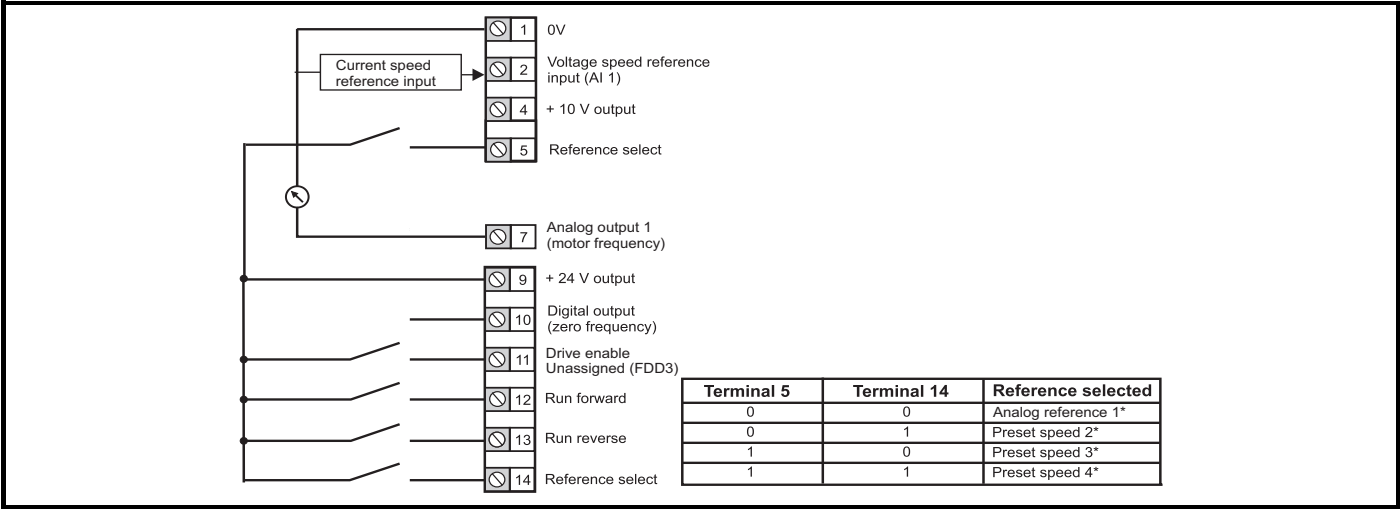 1 0V
Current speed
reference input
2 Voltage speed reference
input (AI 1)
4 + 10 V output
5 Reference select
7 Analog output 1
(motor frequency)
9 + 24 V output
10 Digital output
(zero frequency)
11 Drive enable
Unassigned (FDD3)
12 Run forward
13 Run reverse
14 Reference select
Terminal 5 Terminal 14 Reference selected
0 0 Analog reference 1*
0 1 Preset speed 2*
1 0 Preset speed 3*
1 1 Preset speed 4*